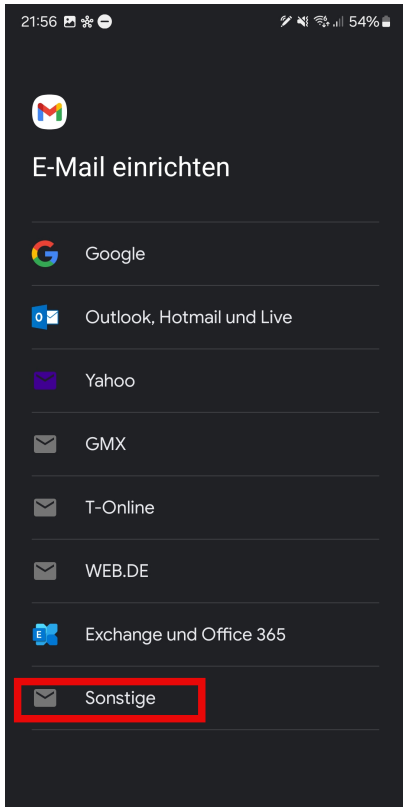 21:56 54%
E-Mail einrichten
Google
Outlook, Hotmail und Live
Yahoo
GMX
T-Online
WEB.DE
Exchange und Office 365
Sonstige